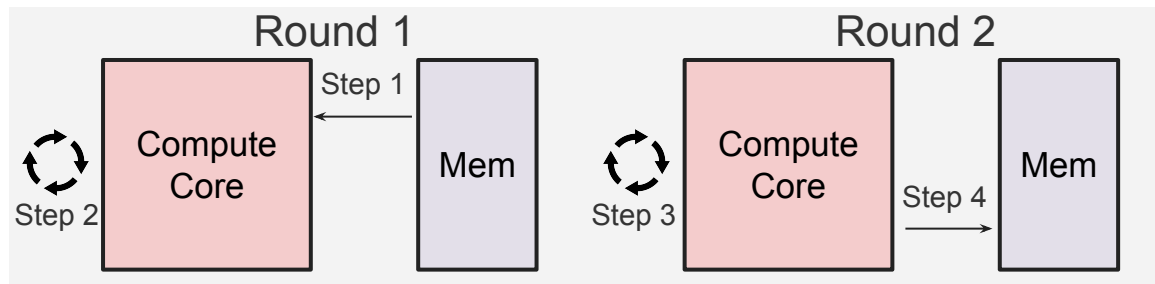 Round 1
Step 1
Compute
Core
Mem
Step 2
Round 2
Compute
Core
Mem
Step 3
Step 4